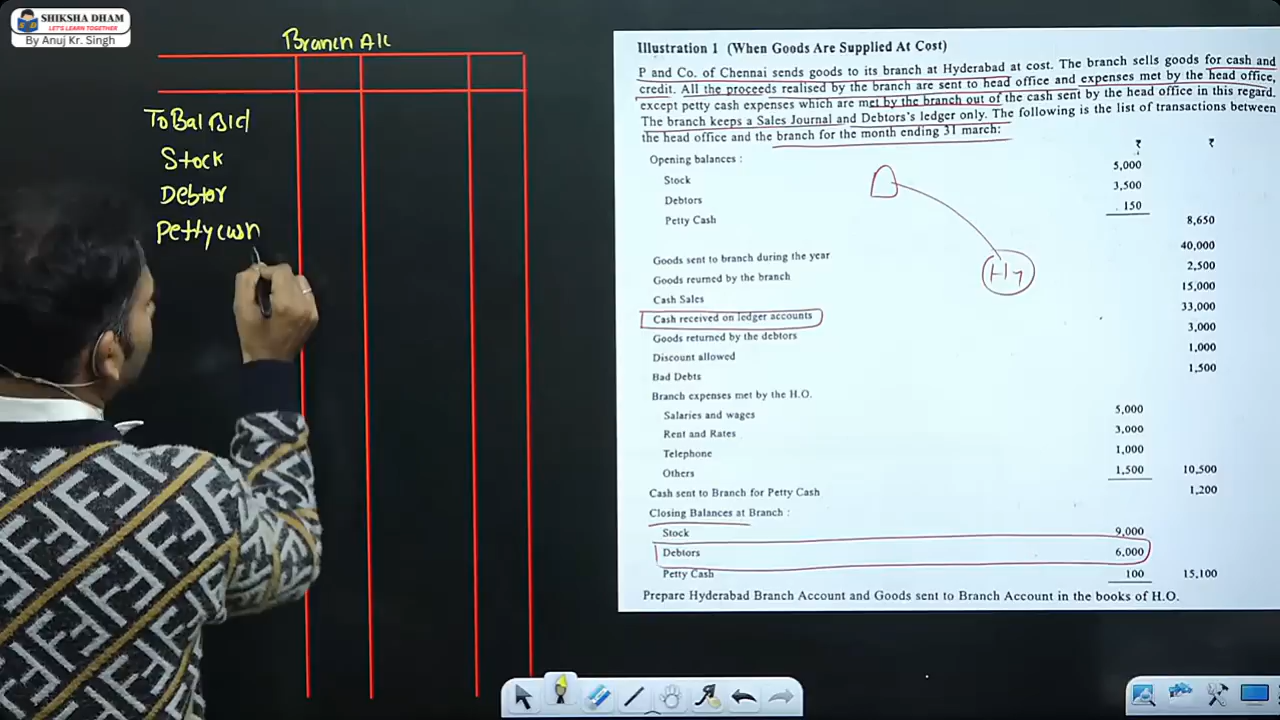 SHIKSHA DHAM
LET'S LEARN TOGETHER
By Anuj Kr. Singh
Branch A/c
To Bal B/d
Stock
Debtor
Petty cash
Illustration 1 (When Goods Are Supplied At Cost)
P and Co. of Chennai sends goods to its branch at Hyderabad at cost. The branch sells goods for cash and
credit. All the proceeds realised by the branch are sent to head office and expenses met by the head office,
except petty cash expenses which are met by the branch out of the cash sent by the head office in this regard.
The branch keeps a Sales Journal and Debtors's ledger only. The following is the list of transactions between
the head office and the branch for the month ending 31 march:
₹ ₹
Opening balances :
Stock 5,000
Debtors 3,500
Petty Cash 150 8,650
Goods sent to branch during the year 40,000
Goods reurned by the branch 2,500
Cash Sales 15,000
Cash received on ledger accounts 33,000
Goods returned by the debtors 3,000
Discount allowed 1,000
Bad Debts 1,500
Branch expenses met by the H.O.
Salaries and wages 5,000
Rent and Rates 3,000
Telephone 1,000
Others 1,500 10,500
Cash sent to Branch for Petty Cash 1,200
Closing Balances at Branch :
Stock 9,000
Debtors 6,000
Petty Cash 100 15,100
Prepare Hyderabad Branch Account and Goods sent to Branch Account in the books of H.O.
Hy